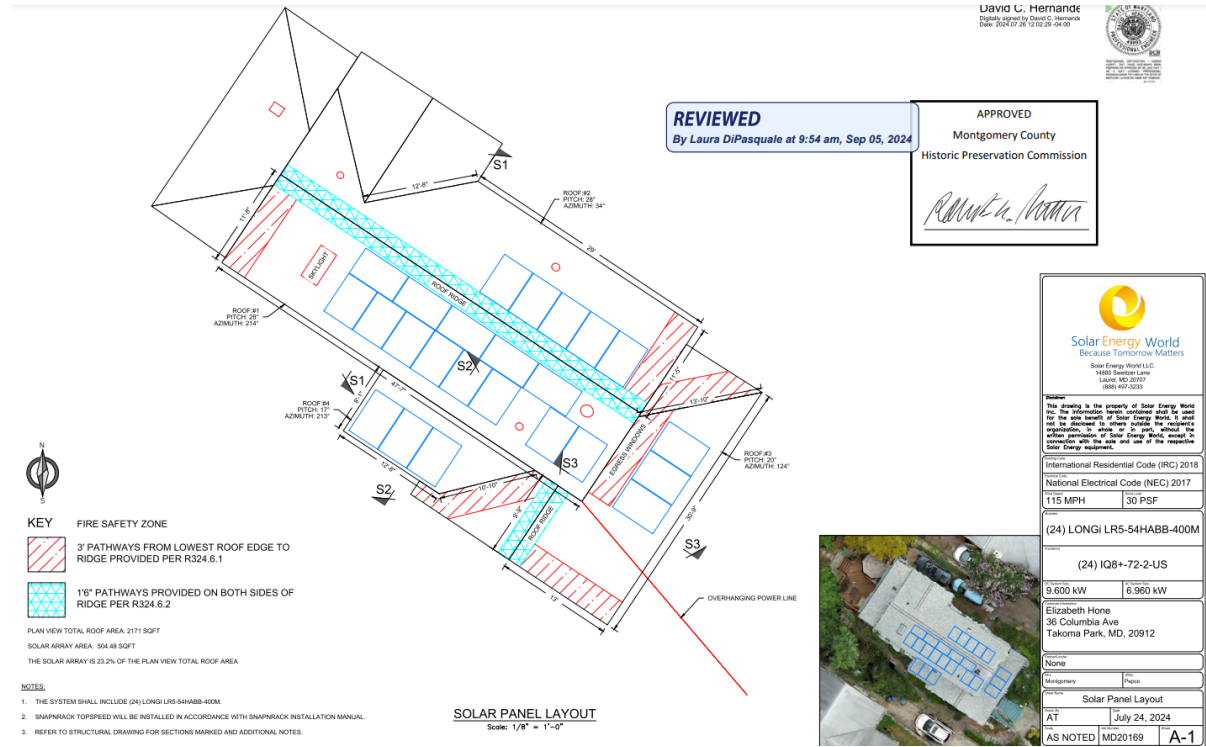 David C. Hernande
Digitally signed by David C. Hernande
Date: 2024.07.26 12:02:29 -04:00
REVIEWED
By Laura DiPasquale at 9:54 am, Sep 05, 2024
APPROVED
Montgomery County
Historic Preservation Commission
S1
12'-8"
ROOF:#2
PITCH: 28°
AZIMUTH: 34°
29'
11'-8"
SKYLIGHT
ROOF RIDGE
ROOF:#1
PITCH: 28°
AZIMUTH: 214°
S2
S1
47'-7"
8'-1"
ROOF:#4
PITCH: 17°
AZIMUTH: 213°
11'-5"
13'-10"
EGRESS WINDOWS
ROOF:#3
PITCH: 20°
AZIMUTH: 124°
S3
12'-8"
10'-10"
S2
9'-9"
ROOF RIDGE
30'-9"
S3
13'
OVERHANGING POWER LINE
N
S
KEY
FIRE SAFETY ZONE
3' PATHWAYS FROM LOWEST ROOF EDGE TO
RIDGE PROVIDED PER R324.6.1
1'6" PATHWAYS PROVIDED ON BOTH SIDES OF
RIDGE PER R324.6.2
PLAN VIEW TOTAL ROOF AREA: 2171 SQFT
SOLAR ARRAY AREA: 504.48 SQFT
THE SOLAR ARRAY IS 23.2% OF THE PLAN VIEW TOTAL ROOF AREA
NOTES:
1. THE SYSTEM SHALL INCLUDE (24) LONGI LR5-54HABB-400M.
2. SNAPNRACK TOPSPEED WILL BE INSTALLED IN ACCORDANCE WITH SNAPNRACK INSTALLATION MANUAL.
3. REFER TO STRUCTURAL DRAWING FOR SECTIONS MARKED AND ADDITIONAL NOTES.
SOLAR PANEL LAYOUT
Scale: 1/8" = 1'-0"
Solar Energy World
Because Tomorrow Matters
Solar Energy World LLC.
14880 Sweitzer Lane
Laurel, MD 20707
(888) 497-3233
Disclaimer:
This drawing is the property of Solar Energy World
Inc. The information herein contained shall be used
for the sole benefit of Solar Energy World. It shall
not be disclosed to others outside the recipient's
organization, in whole or in part, without the
written permission of Solar Energy World, except in
connection with the sale and use of the respective
Solar Energy equipment.
International Residential Code (IRC) 2018
National Electrical Code (NEC) 2017
115 MPH
30 PSF
(24) LONGi LR5-54HABB-400M
(24) IQ8+-72-2-US
DC System Size
AC System Size
9.600 kW
6.960 kW
Elizabeth Hone
36 Columbia Ave
Takoma Park, MD, 20912
None
Montgomery
Pepco
Sheet Name
Solar Panel Layout
AT
July 24, 2024
AS NOTED
MD20169
A-1